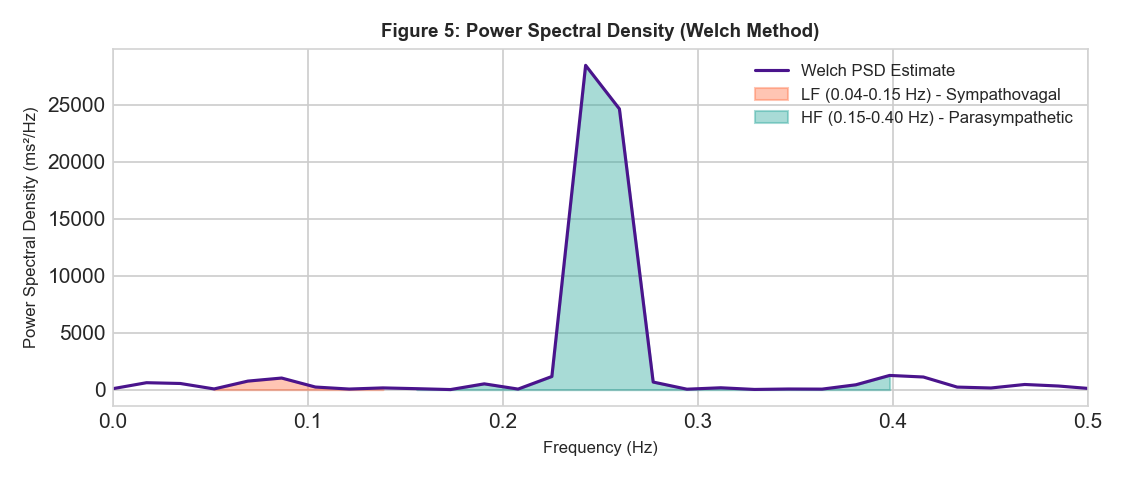 Figure 5: Power Spectral Density (Welch Method)
Welch PSD Estimate
LF (0.04-0.15 Hz) - Sympathovagal
HF (0.15-0.40 Hz) - Parasympathetic
Power Spectral Density (ms²/Hz)
25000
20000
15000
10000
5000
0
0.0 0.1 0.2 0.3 0.4 0.5
Frequency (Hz)